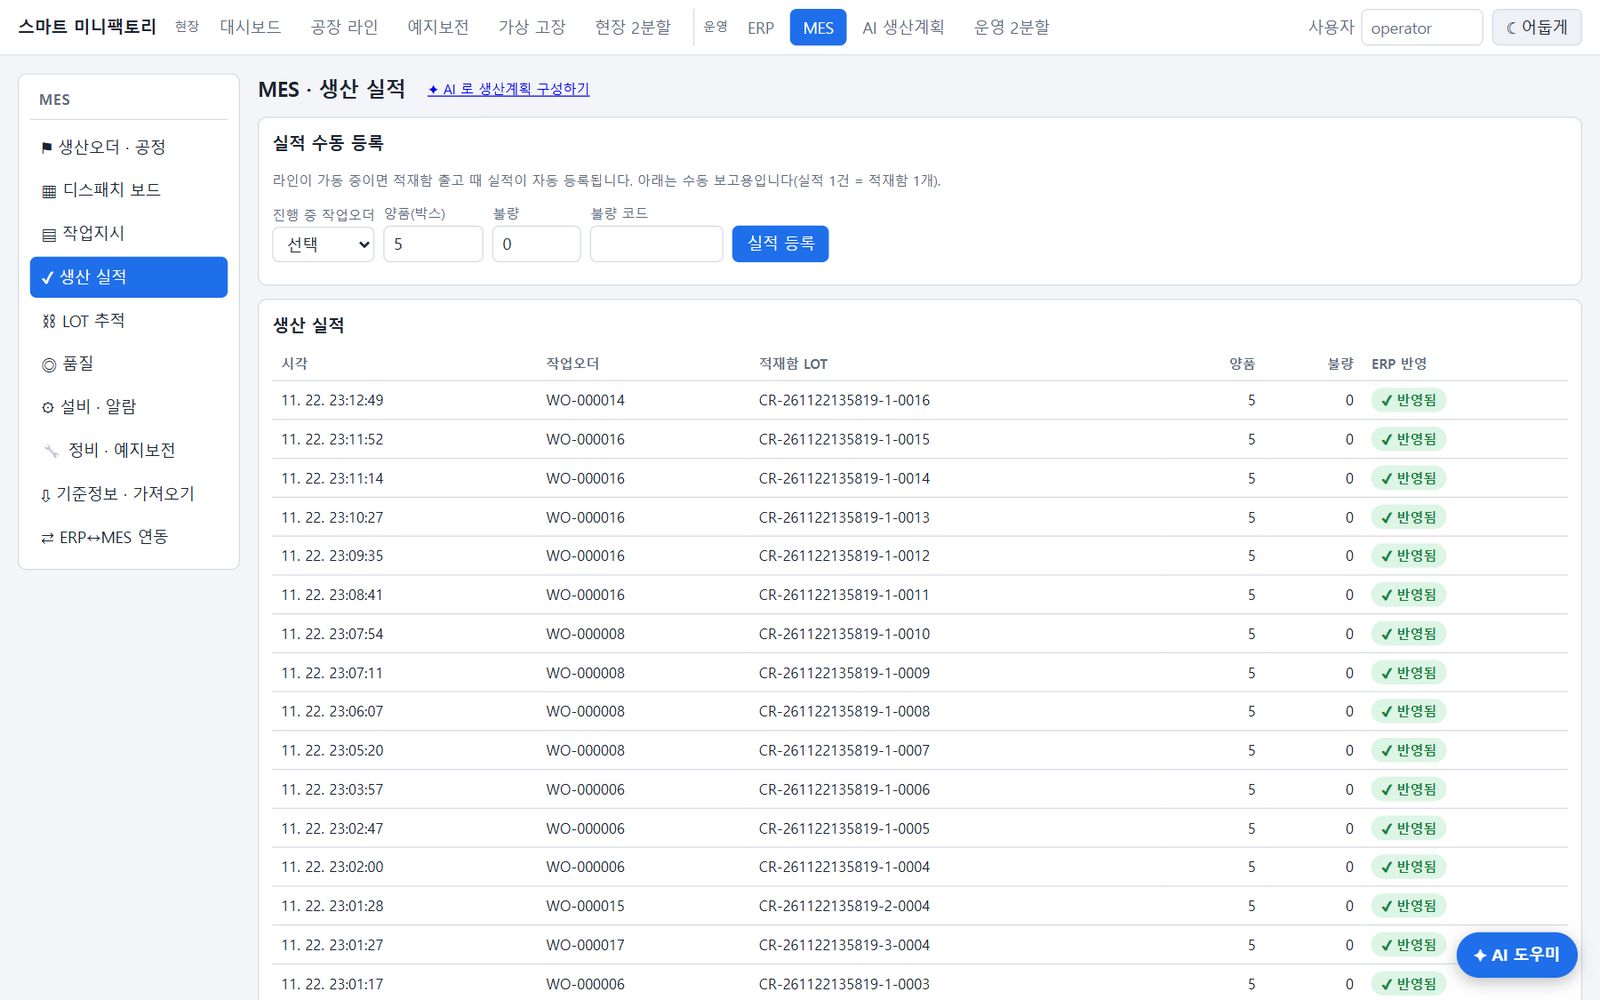 스마트 미니팩토리 현장 대시보드 공장 라인 예지보전 가상 고장 현장 2분할 운영 ERP MES AI 생산계획 운영 2분할 사용자 operator ☾ 어둡게
MES
⚑ 생산오더 · 공정
▦ 디스패치 보드
▤ 작업지시
✓ 생산 실적
⛓ LOT 추적
◎ 품질
⚙ 설비 · 알람
🔧 정비 · 예지보전
⇩ 기준정보 · 가져오기
⇄ ERP↔MES 연동
MES · 생산 실적 ✦ AI 로 생산계획 구성하기
실적 수동 등록
라인이 가동 중이면 적재함 출고 때 실적이 자동 등록됩니다. 아래는 수동 보고용입니다(실적 1건 = 적재함 1개).
진행 중 작업오더 양품(박스) 불량 불량 코드
선택 5 0 실적 등록
생산 실적
시각 작업오더 적재함 LOT 양품 불량 ERP 반영
11. 22. 23:12:49 WO-000014 CR-261122135819-1-0016 5 0 ✓ 반영됨
11. 22. 23:11:52 WO-000016 CR-261122135819-1-0015 5 0 ✓ 반영됨
11. 22. 23:11:14 WO-000016 CR-261122135819-1-0014 5 0 ✓ 반영됨
11. 22. 23:10:27 WO-000016 CR-261122135819-1-0013 5 0 ✓ 반영됨
11. 22. 23:09:35 WO-000016 CR-261122135819-1-0012 5 0 ✓ 반영됨
11. 22. 23:08:41 WO-000016 CR-261122135819-1-0011 5 0 ✓ 반영됨
11. 22. 23:07:54 WO-000008 CR-261122135819-1-0010 5 0 ✓ 반영됨
11. 22. 23:07:11 WO-000008 CR-261122135819-1-0009 5 0 ✓ 반영됨
11. 22. 23:06:07 WO-000008 CR-261122135819-1-0008 5 0 ✓ 반영됨
11. 22. 23:05:20 WO-000008 CR-261122135819-1-0007 5 0 ✓ 반영됨
11. 22. 23:03:57 WO-000006 CR-261122135819-1-0006 5 0 ✓ 반영됨
11. 22. 23:02:47 WO-000006 CR-261122135819-1-0005 5 0 ✓ 반영됨
11. 22. 23:02:00 WO-000006 CR-261122135819-1-0004 5 0 ✓ 반영됨
11. 22. 23:01:28 WO-000015 CR-261122135819-2-0004 5 0 ✓ 반영됨
11. 22. 23:01:27 WO-000017 CR-261122135819-3-0004 5 0 ✓ 반영됨
11. 22. 23:01:17 WO-000006 CR-261122135819-1-0003 5 0 ✓ 반영됨
✦ AI 도우미